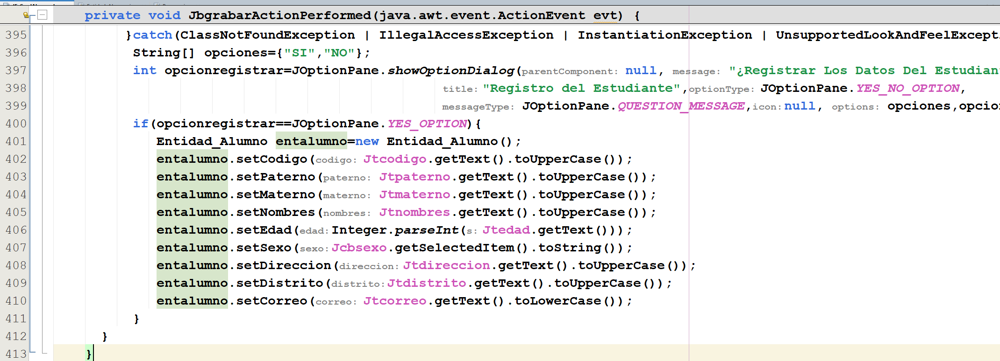 private void JbgrabarActionPerformed(java.awt.event.ActionEvent evt) {
395 }catch(ClassNotFoundException | IllegalAccessException | InstantiationException |
396 String[] opciones={"SI","NO"};
397 int opcionregistrar=JOptionPane.showOptionDialog(parentComponent: null, message: "¿Registrar Los Datos Del
398 title: "Registro del Estudiante",optionType: JOptionPane.YES_NO_OPTION,
399 messageType: JOptionPane.QUESTION_MESSAGE,icon: null, options: opciones,
400 if(opcionregistrar==JOptionPane.YES_OPTION){
401 Entidad_Alumno entalumno=new Entidad_Alumno();
402 entalumno.setCodigo(codigo: Jtcodigo.getText().toUpperCase());
403 entalumno.setPaterno(paterno: Jtpaterno.getText().toUpperCase());
404 entalumno.setMaterno(materno: Jtmaterno.getText().toUpperCase());
405 entalumno.setNombres(nombres: Jtnombres.getText().toUpperCase());
406 entalumno.setEdad(edad: Integer.parseInt(s: Jtedad.getText()));
407 entalumno.setSexo(sexo: Jcbsexo.getSelectedItem().toString());
408 entalumno.setDireccion(direccion: Jtdireccion.getText().toUpperCase());
409 entalumno.setDistrito(distrito: Jtdistrito.getText().toUpperCase());
410 entalumno.setCorreo(correo: Jtcorreo.getText().toLowerCase());
411 }
412 }
413 }